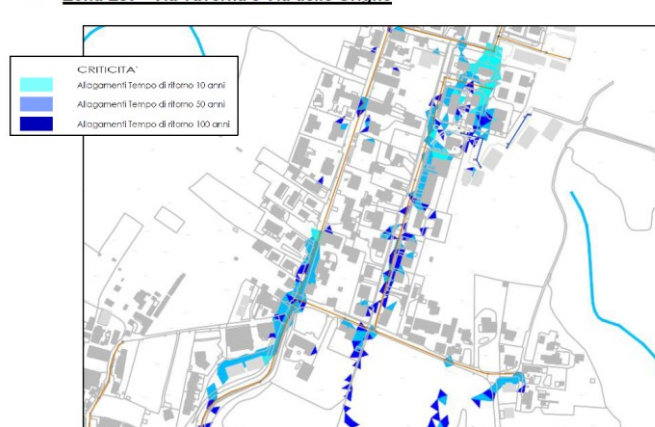 CRITICITA'
Allagamenti Tempo di ritorno 10 anni
Allagamenti Tempo di ritorno 50 anni
Allagamenti Tempo di ritorno 100 anni